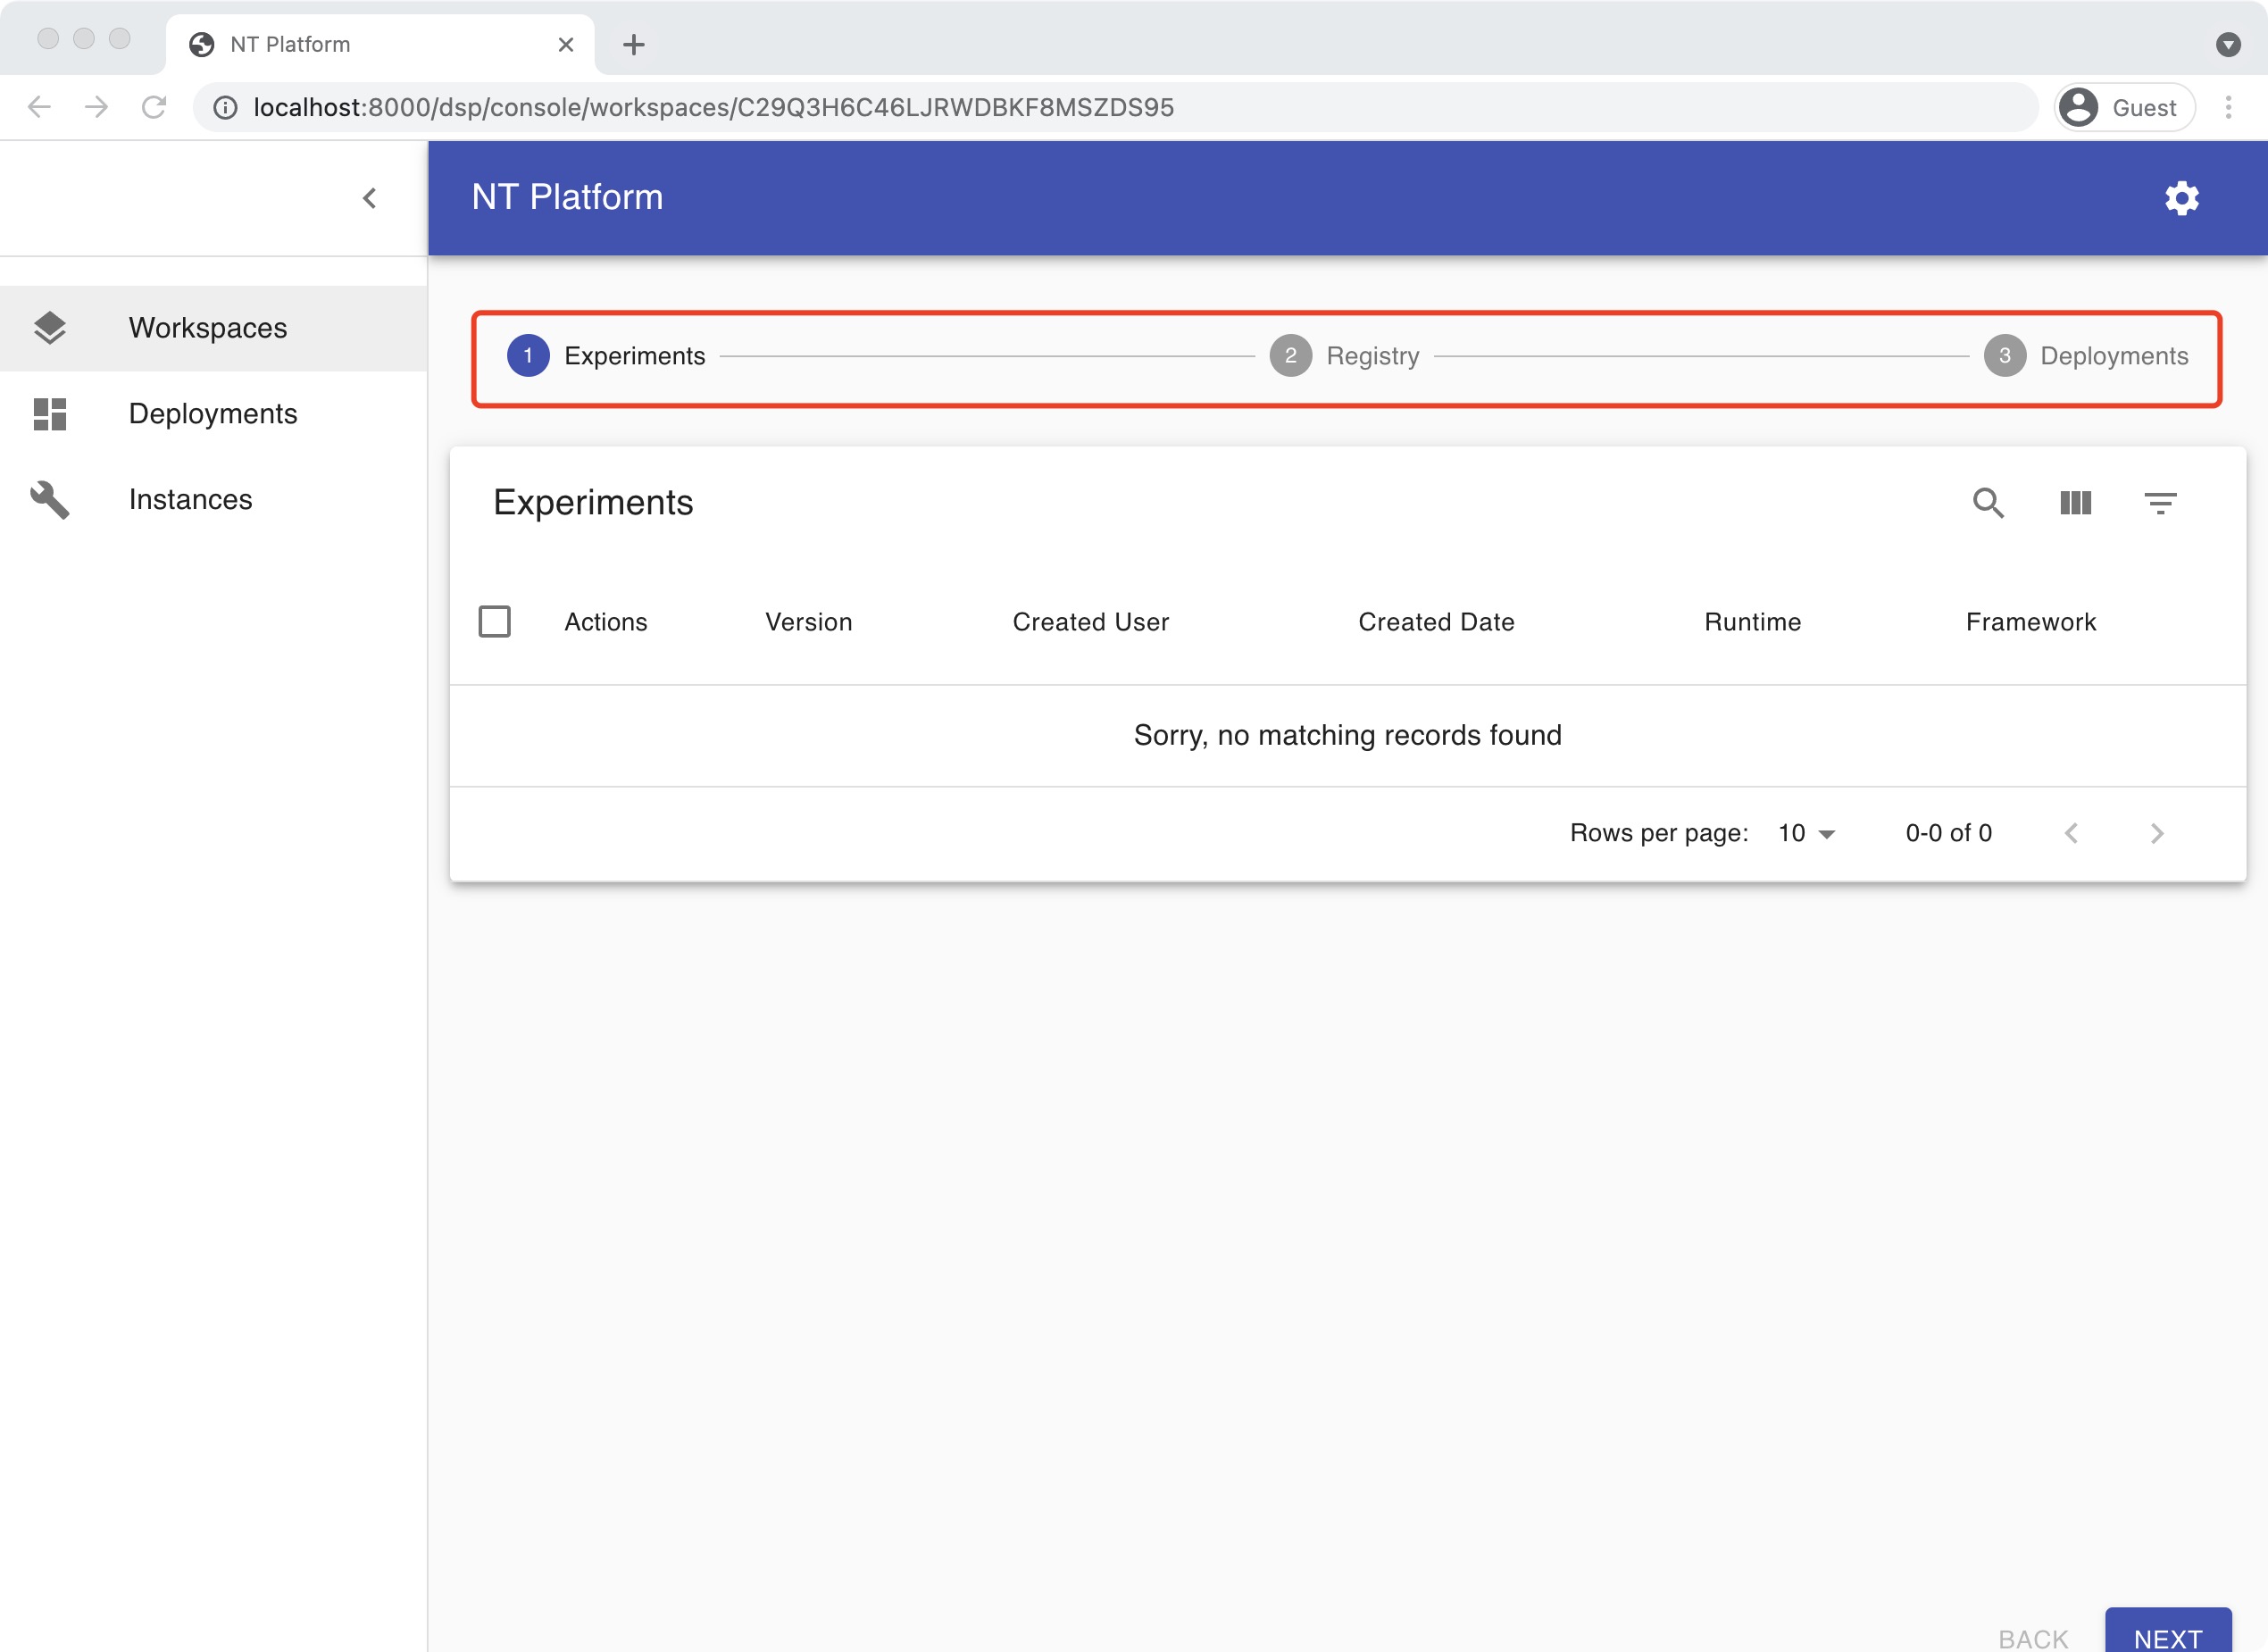 NT Platform
localhost:8000/dsp/console/workspaces/C29Q3H6C46LJRWDBKF8MSZDS95
Guest
NT Platform
Workspaces
Deployments
Instances
1 Experiments 2 Registry 3 Deployments
Experiments
Actions Version Created User Created Date Runtime Framework
Sorry, no matching records found
Rows per page: 10 0-0 of 0
BACK NEXT